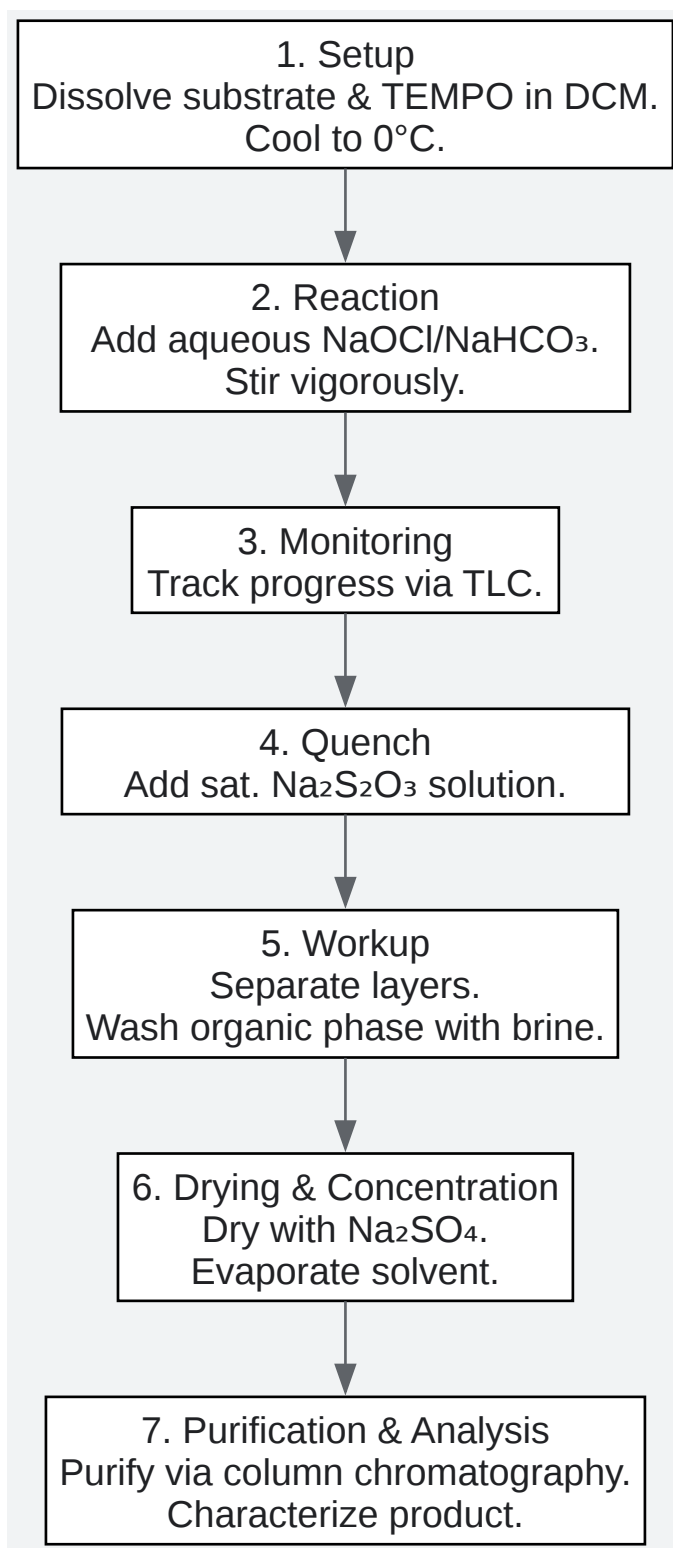 1. Setup
Dissolve substrate & TEMPO in DCM.
Cool to 0°C.
2. Reaction
Add aqueous NaOCl/NaHCO₃.
Stir vigorously.
3. Monitoring
Track progress via TLC.
4. Quench
Add sat. Na₂S₂O₃ solution.
5. Workup
Separate layers.
Wash organic phase with brine.
6. Drying & Concentration
Dry with Na₂SO₄.
Evaporate solvent.
7. Purification & Analysis
Purify via column chromatography.
Characterize product.